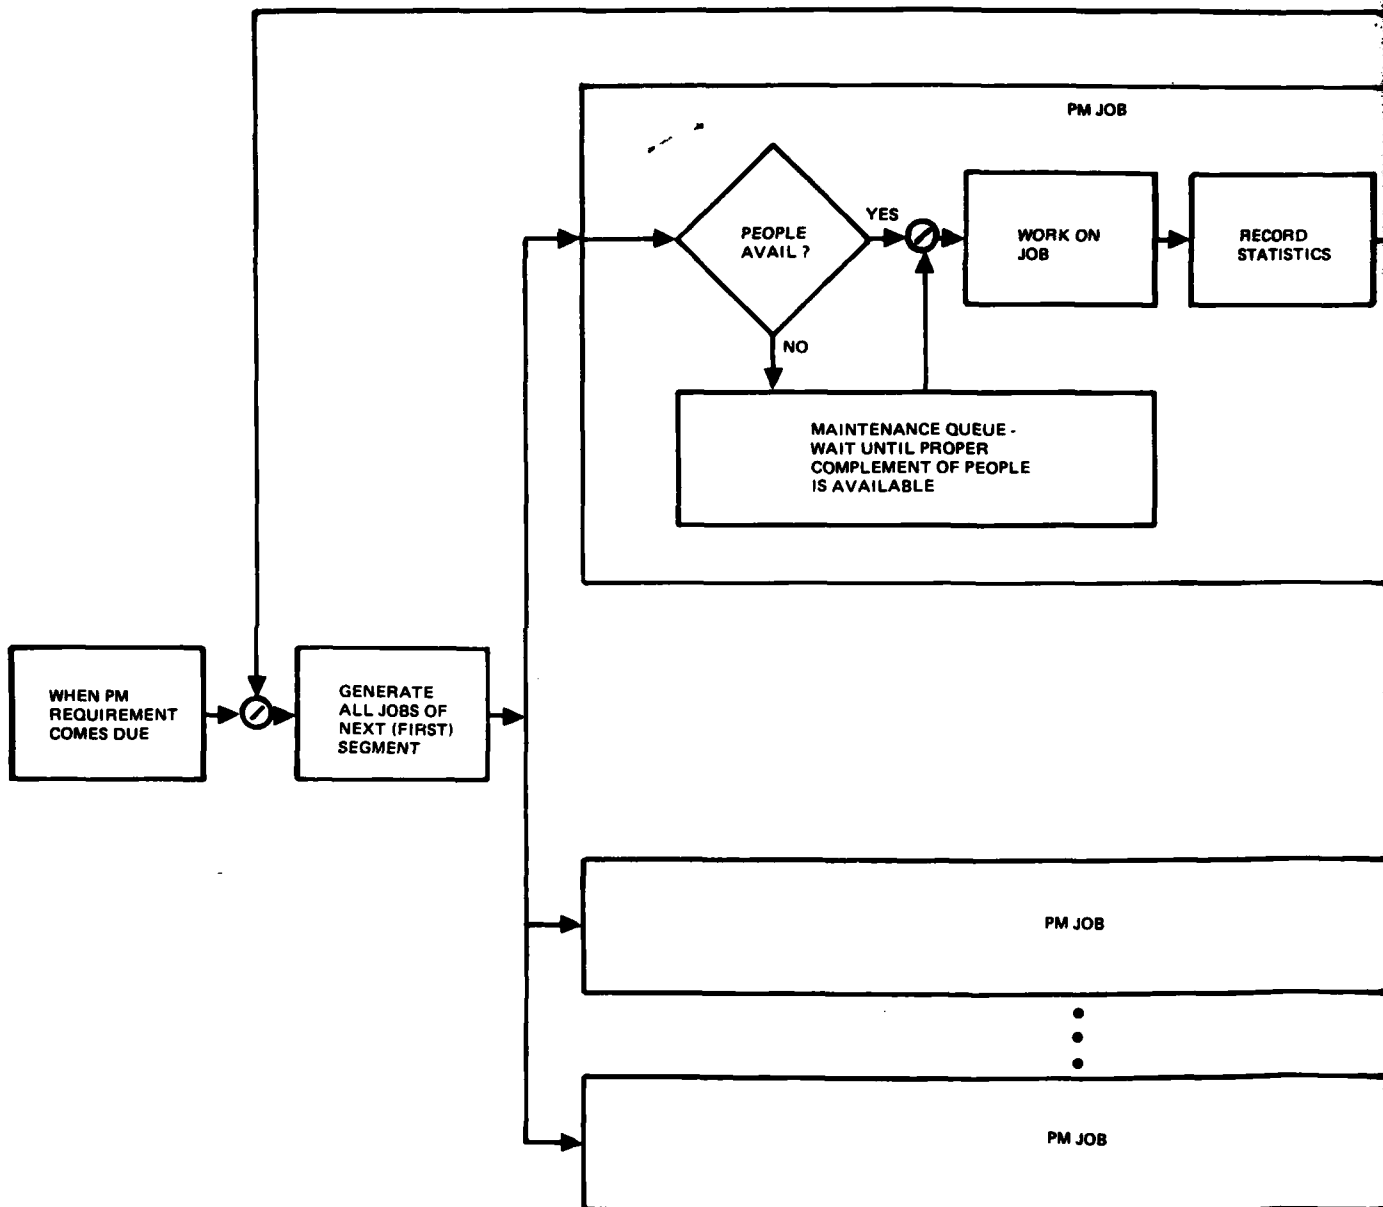 PM JOB
PEOPLE
AVAIL ?
YES
WORK ON
JOB
RECORD
STATISTICS
NO
MAINTENANCE QUEUE -
WAIT UNTIL PROPER
COMPLEMENT OF PEOPLE
IS AVAILABLE
WHEN PM
REQUIREMENT
COMES DUE
GENERATE
ALL JOBS OF
NEXT (FIRST)
SEGMENT
PM JOB
PM JOB